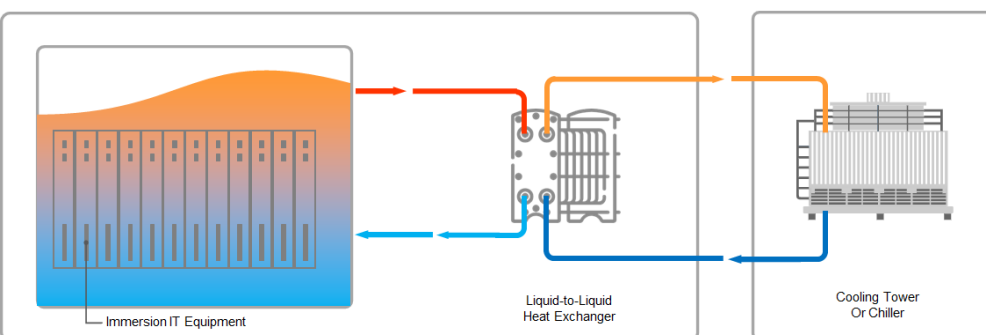 Immersion IT Equipment
Liquid-to-Liquid
Heat Exchanger
Cooling Tower
Or Chiller